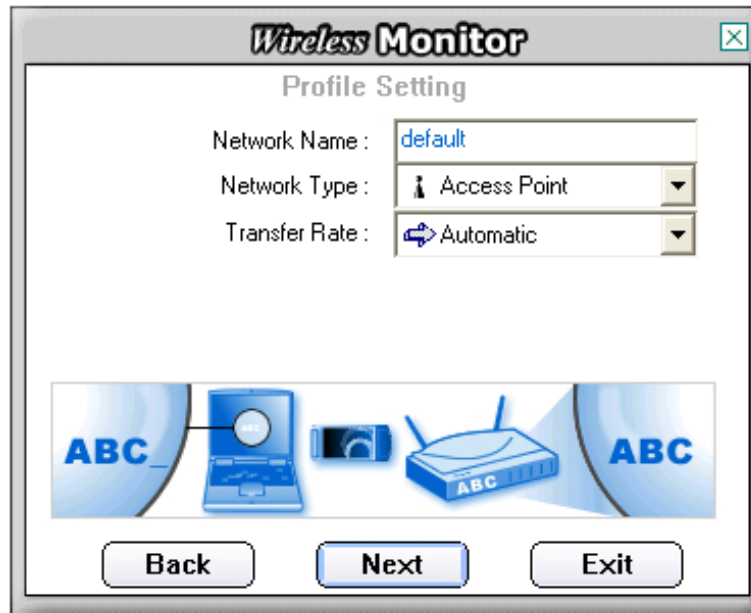 Wireless Monitor
Profile Setting
Network Name : default
Network Type : Access Point
Transfer Rate : Automatic
ABC_ ABC ABC ABC
Back Next Exit